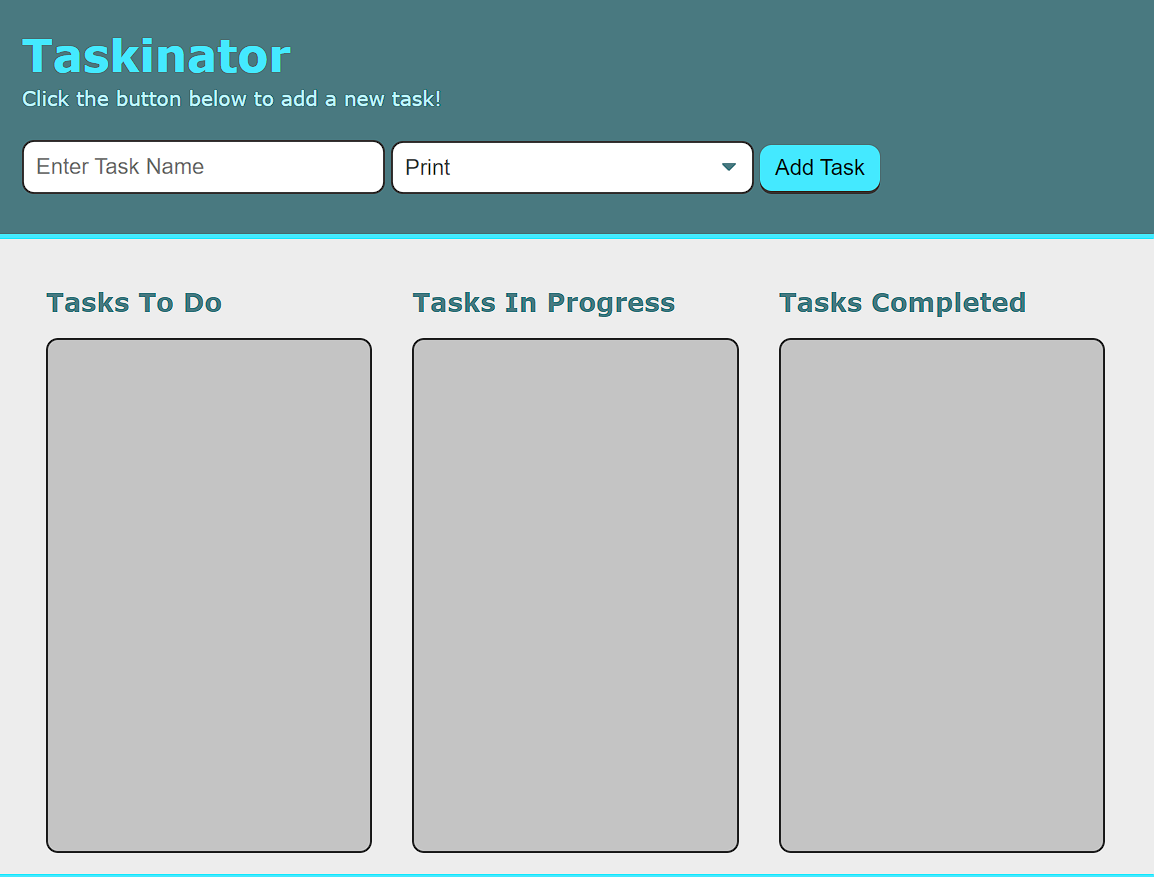 Taskinator
Click the button below to add a new task!
Enter Task Name
Print
Add Task
Tasks To Do
Tasks In Progress
Tasks Completed